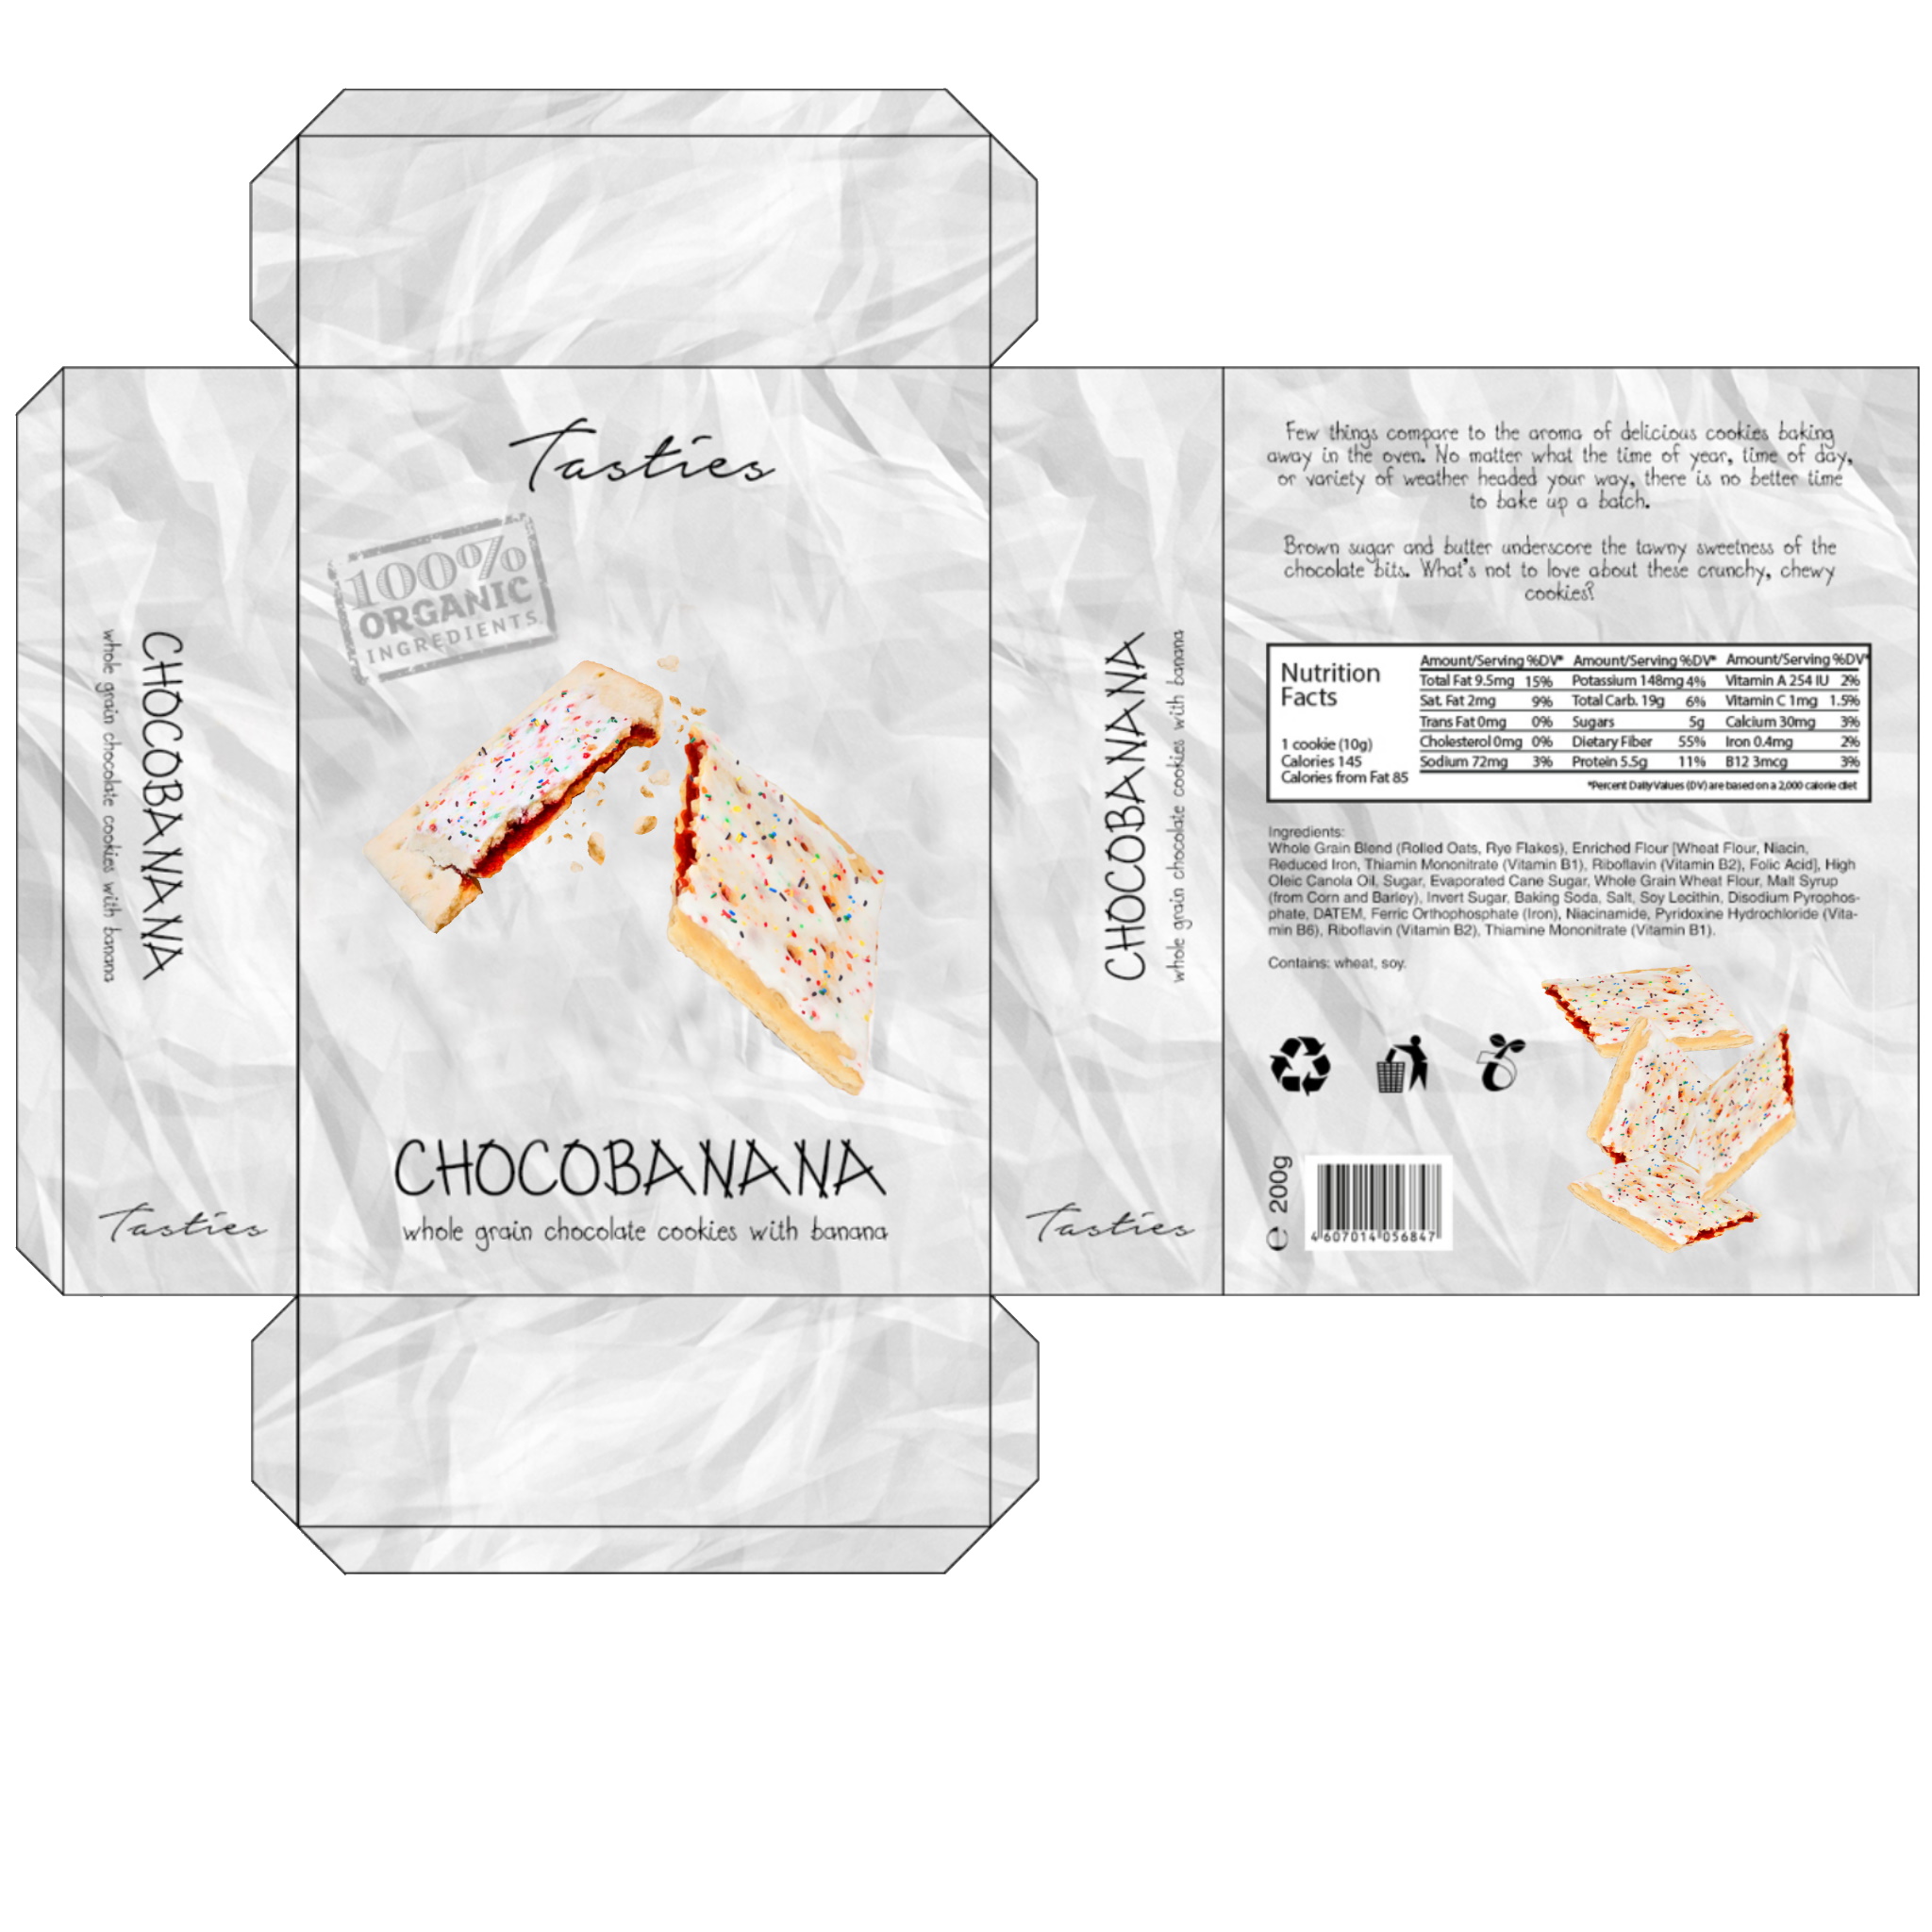 Tasties
100%
ORGANIC
INGREDIENTS
CHOCOBANANA
whole grain chocolate cookies with banana
CHOCOBANANA
whole grain chocolate cookies with banana
Tasties
CHOCOBANANA
whole grain chocolate cookies with banana
Tasties
Few things compare to the aroma of delicious cookies baking
away in the oven. No matter what the time of year, time of day,
or variety of weather headed your way, there is no better time
to bake up a batch.
Brown sugar and butter underscore the tawny sweetness of the
chocolate bits. What's not to love about these crunchy, chewy
cookies?
Nutrition
Facts
1 cookie (10g)
Calories 145
Calories from Fat 85
Amount/Serving %DV* Amount/Serving %DV* Amount/Serving %DV*
Total Fat 9.5mg 15% Potassium 148mg 4% Vitamin A 254 IU 2%
Sat. Fat 2mg 9% Total Carb. 19g 6% Vitamin C 1mg 1.5%
Trans Fat 0mg 0% Sugars 5g Calcium 30mg 3%
Cholesterol 0mg 0% Dietary Fiber 55% Iron 0.4mg 2%
Sodium 72mg 3% Protein 5.5g 11% B12 3mcg 3%
*Percent Daily Values (DV) are based on a 2,000 calorie diet
Ingredients:
Whole Grain Blend (Rolled Oats, Rye Flakes), Enriched Flour [Wheat Flour, Niacin,
Reduced Iron, Thiamin Mononitrate (Vitamin B1), Riboflavin (Vitamin B2), Folic Acid], High
Oleic Canola Oil, Sugar, Evaporated Cane Sugar, Whole Grain Wheat Flour, Malt Syrup
(from Corn and Barley), Invert Sugar, Baking Soda, Salt, Soy Lecithin, Disodium Pyrophos-
phate, DATEM, Ferric Orthophosphate (Iron), Niacinamide, Pyridoxine Hydrochloride (Vita-
min B6), Riboflavin (Vitamin B2), Thiamine Mononitrate (Vitamin B1).
Contains: wheat, soy.
℮ 200g
4 607014 056847